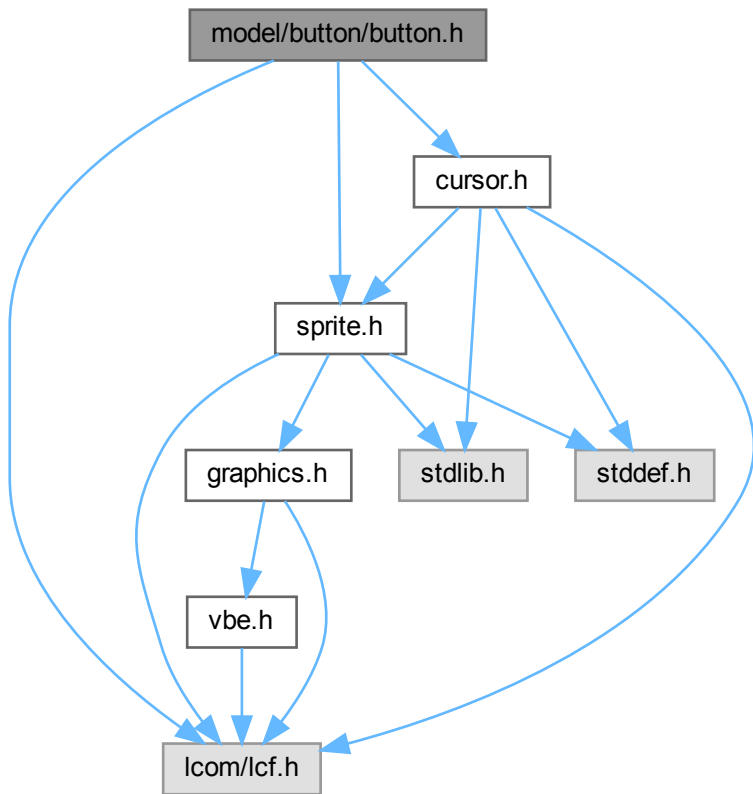 model/button/button.h
cursor.h
sprite.h
graphics.h
stdlib.h
stddef.h
vbe.h
lcom/lcf.h